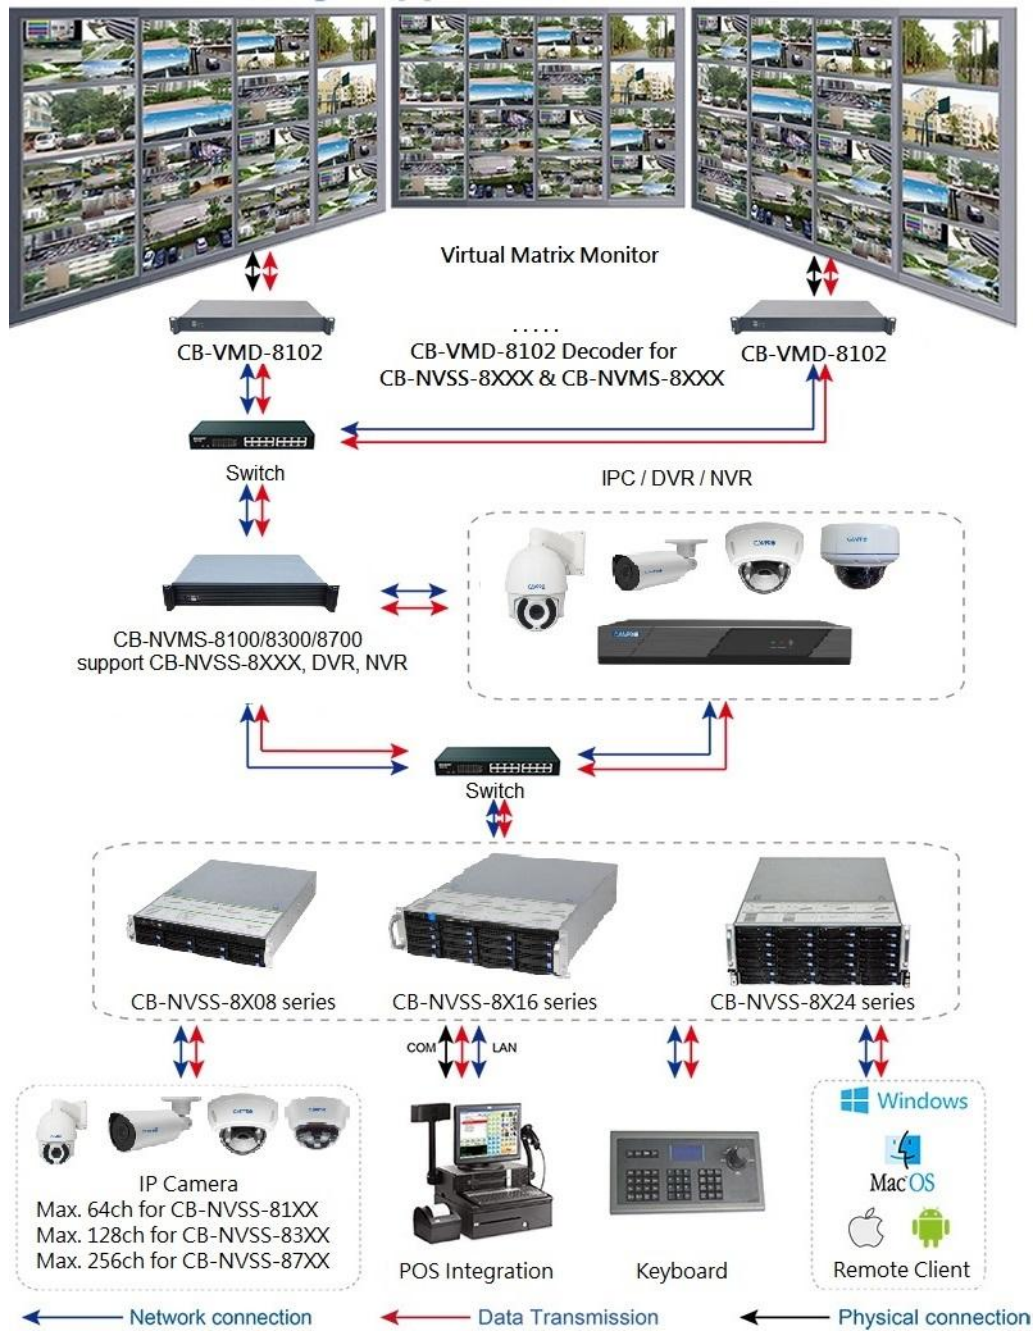 Virtual Matrix Monitor
.....
CB-VMD-8102
CB-VMD-8102 Decoder for
CB-NVSS-8XXX & CB-NVMS-8XXX
CB-VMD-8102
Switch
IPC / DVR / NVR
CB-NVMS-8100/8300/8700
support CB-NVSS-8XXX, DVR, NVR
Switch
CB-NVSS-8X08 series
CB-NVSS-8X16 series
CB-NVSS-8X24 series
COM
LAN
IP Camera
Max. 64ch for CB-NVSS-81XX
Max. 128ch for CB-NVSS-83XX
Max. 256ch for CB-NVSS-87XX
POS Integration
Keyboard
Windows
Mac OS
Remote Client
Network connection
Data Transmission
Physical connection